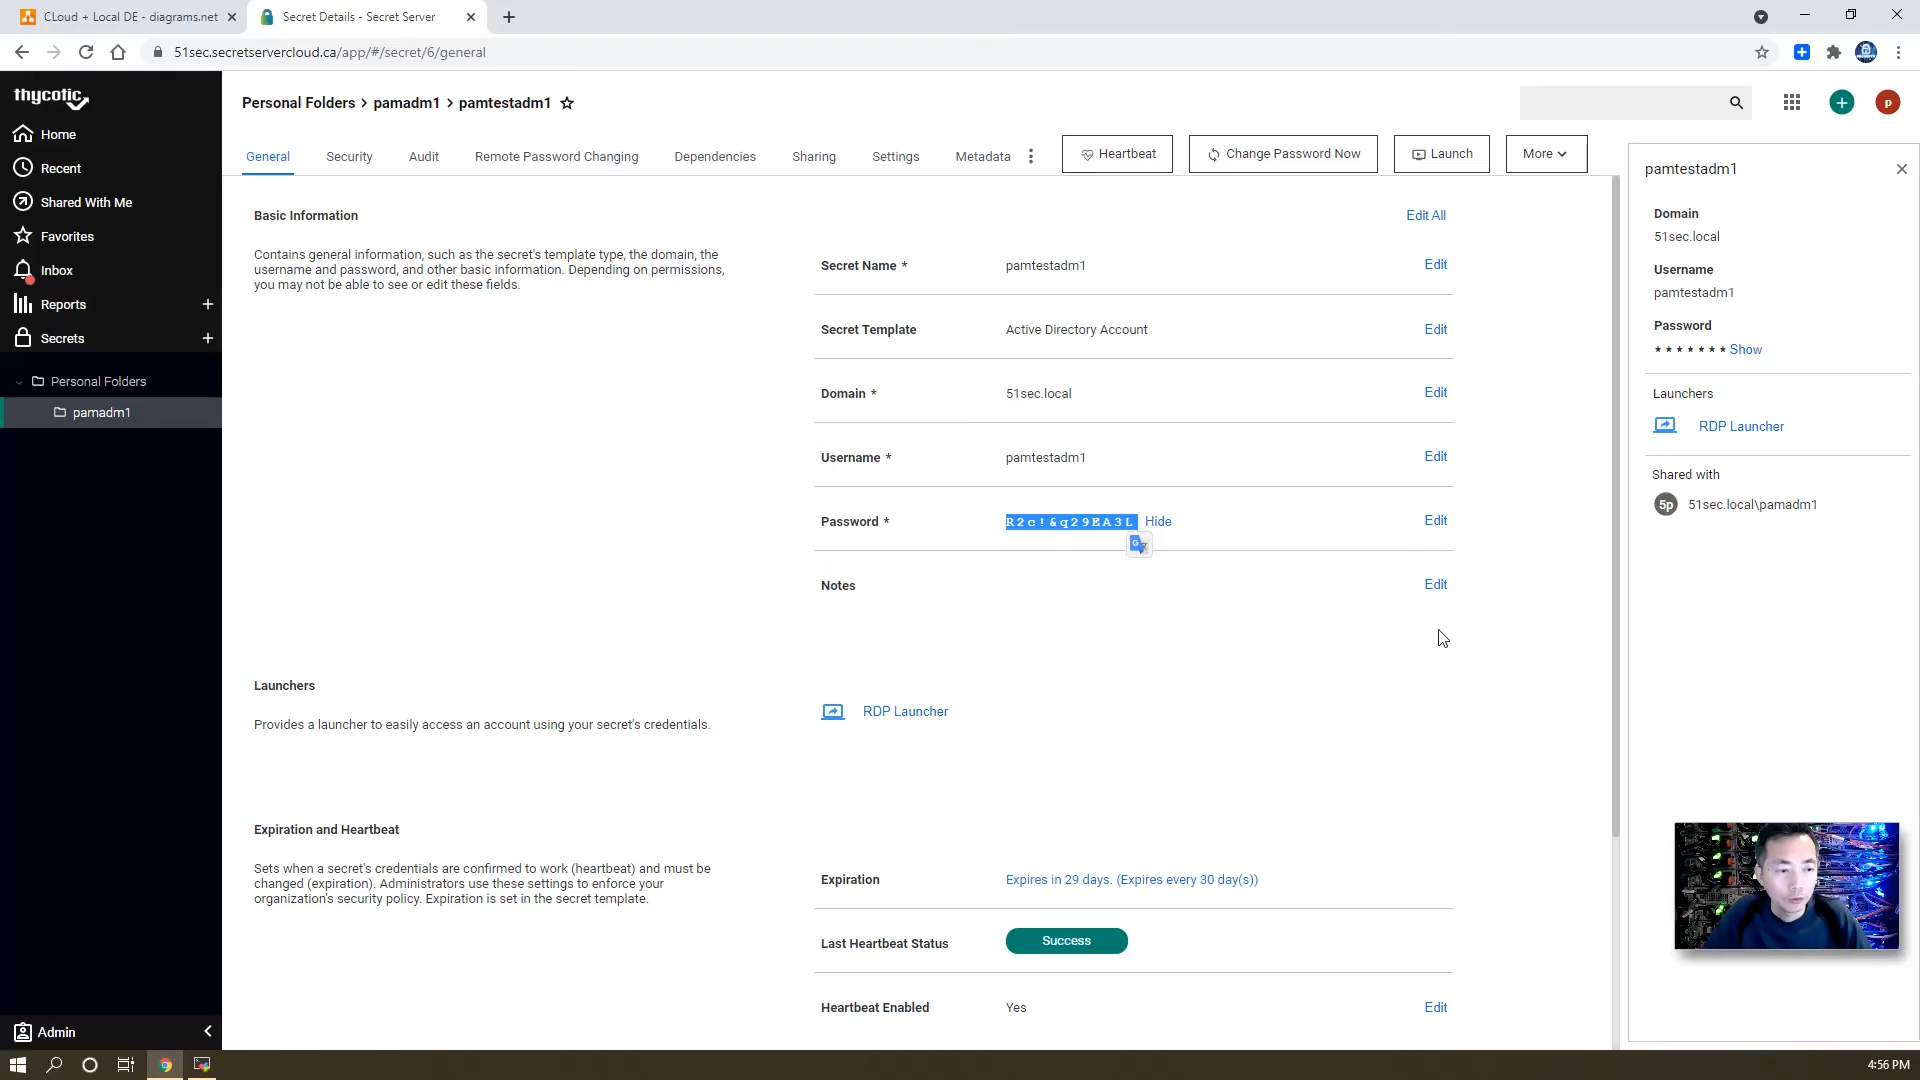 CLoud + Local DE - diagrams.net
Secret Details - Secret Server
51sec.secretservercloud.ca/app/#/secret/6/general
thycotic
Home
Recent
Shared With Me
Favorites
Inbox
Reports
Secrets
Personal Folders
pamadm1
Admin
Personal Folders > pamadm1 > pamtestadm1
p
General
Security
Audit
Remote Password Changing
Dependencies
Sharing
Settings
Metadata
Heartbeat
Change Password Now
Launch
More
Basic Information
Edit All
Contains general information, such as the secret's template type, the domain, the
username and password, and other basic information. Depending on permissions,
you may not be able to see or edit these fields.
Secret Name * pamtestadm1 Edit
Secret Template Active Directory Account Edit
Domain * 51sec.local Edit
Username * pamtestadm1 Edit
Password * R2c!&q29EA3L Hide Edit
Notes Edit
Launchers
Provides a launcher to easily access an account using your secret's credentials.
RDP Launcher
Expiration and Heartbeat
Sets when a secret's credentials are confirmed to work (heartbeat) and must be
changed (expiration). Administrators use these settings to enforce your
organization's security policy. Expiration is set in the secret template.
Expiration Expires in 29 days. (Expires every 30 day(s))
Last Heartbeat Status Success
Heartbeat Enabled Yes Edit
pamtestadm1
Domain
51sec.local
Username
pamtestadm1
Password
* * * * * * * Show
Launchers
RDP Launcher
Shared with
5p 51sec.local\pamadm1
4:56 PM